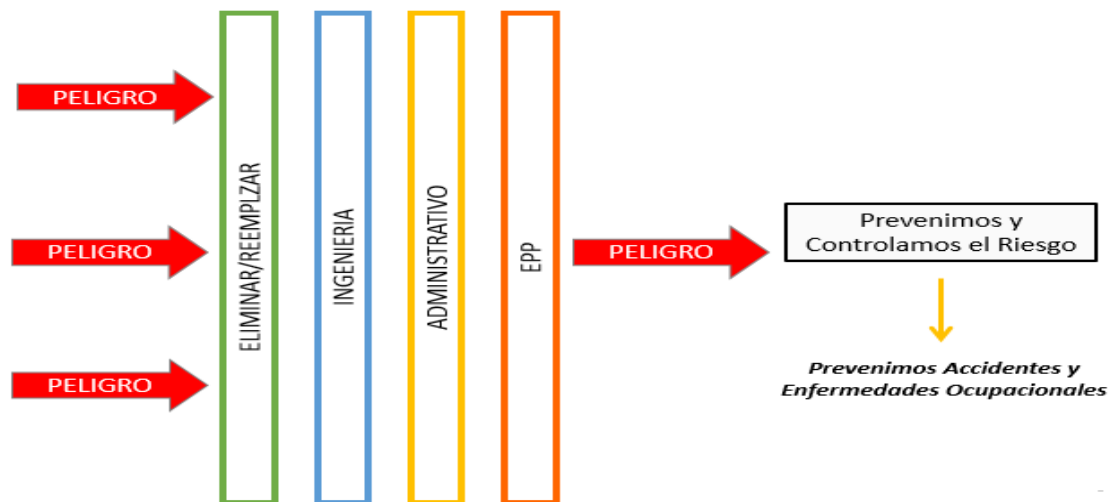 PELIGRO
PELIGRO
PELIGRO
ELIMINAR/REEMPLZAR
INGENIERIA
ADMINISTRATIVO
EPP
PELIGRO
Prevenimos y
Controlamos el Riesgo
Prevenimos Accidentes y
Enfermedades Ocupacionales